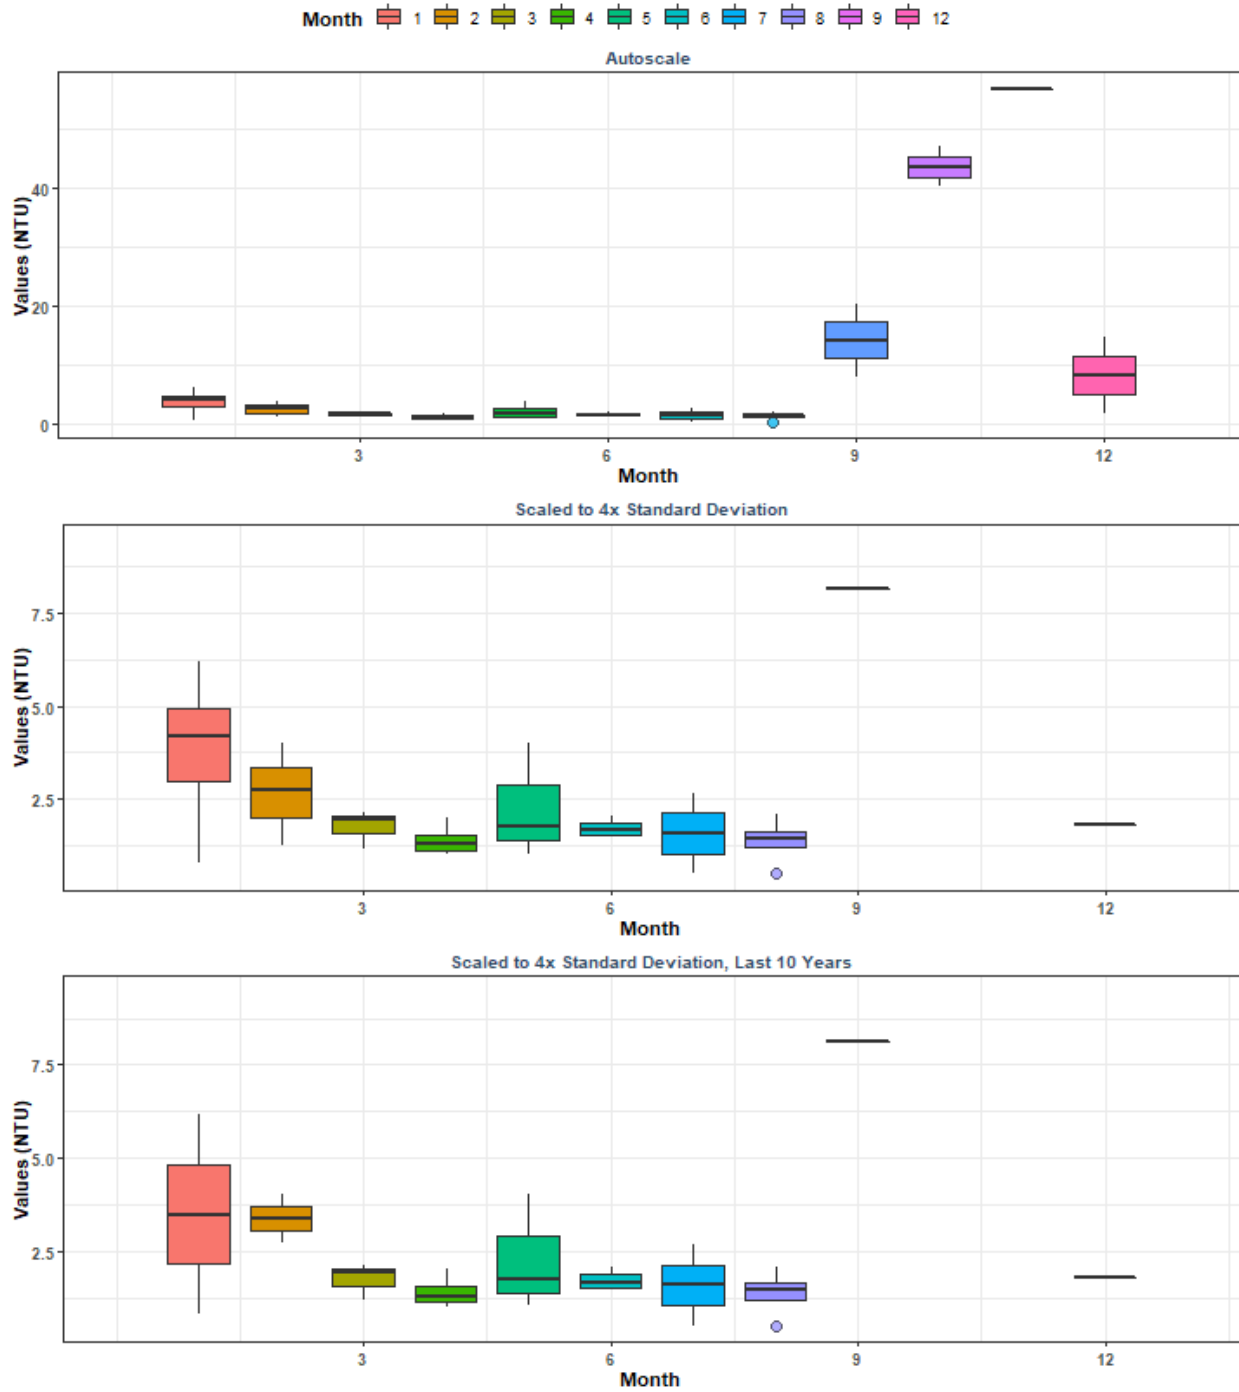 Month 1 2 3 4 5 6 7 8 9 12
Autoscale
Values (NTU)
40
20
0
3 6 9 12
Month
Scaled to 4x Standard Deviation
Values (NTU)
7.5
5.0
2.5
3 6 9 12
Month
Scaled to 4x Standard Deviation, Last 10 Years
Values (NTU)
7.5
5.0
2.5
3 6 9 12
Month